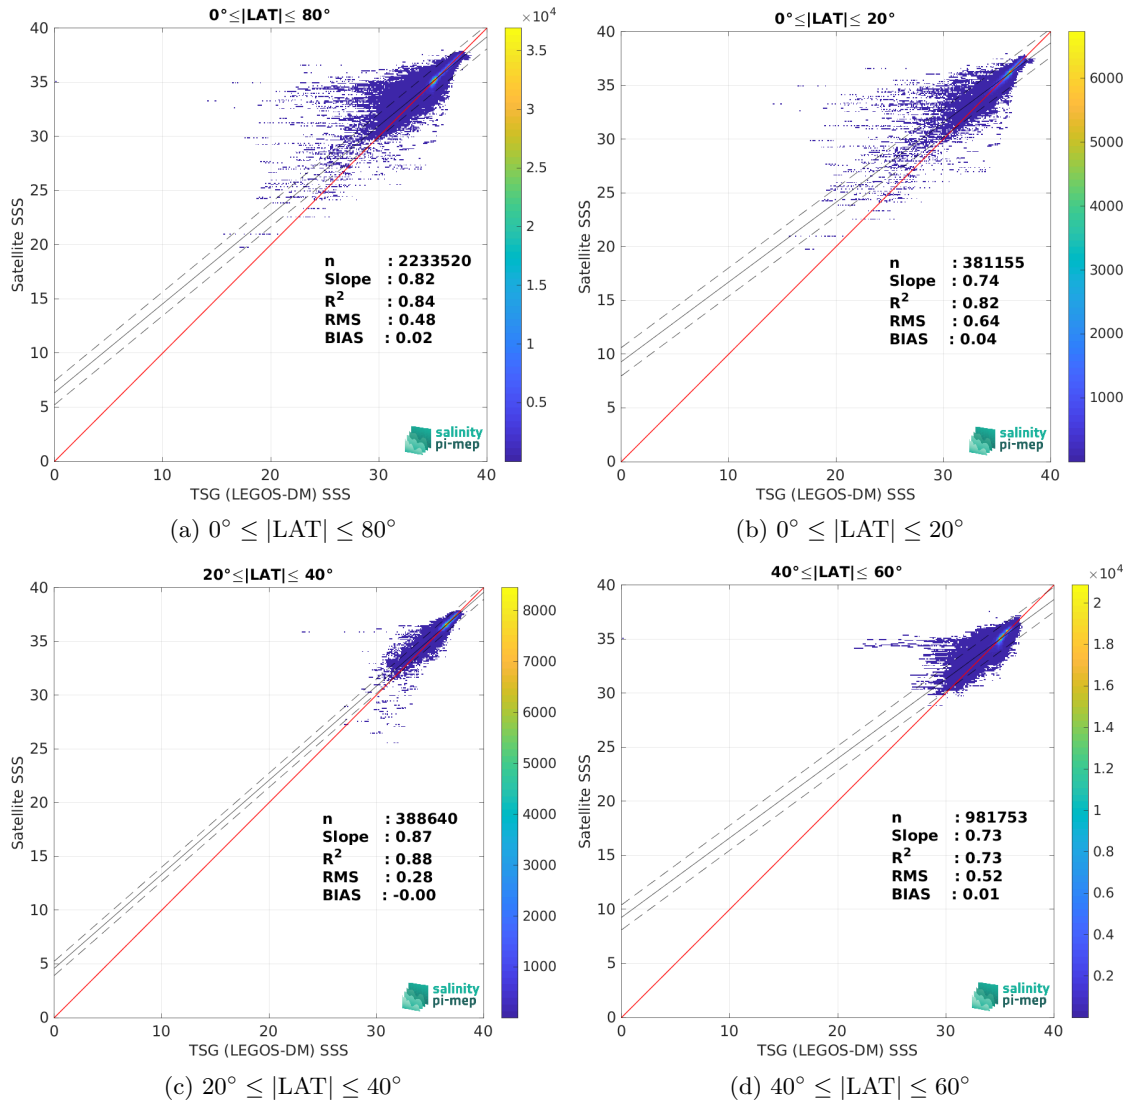 0°≤|LAT|≤ 80°
×10⁴
40
35
30
25
20
15
10
5
0
0
10
20
30
40
Satellite SSS
TSG (LEGOS-DM) SSS
n : 2233520
Slope : 0.82
R² : 0.84
RMS : 0.48
BIAS : 0.02
salinity
pi-mep
3.5
3
2.5
2
1.5
1
0.5
(a) 0° ≤ |LAT| ≤ 80°
0°≤|LAT|≤ 20°
40
35
30
25
20
15
10
5
0
0
10
20
30
40
Satellite SSS
TSG (LEGOS-DM) SSS
n : 381155
Slope : 0.74
R² : 0.82
RMS : 0.64
BIAS : 0.04
salinity
pi-mep
6000
5000
4000
3000
2000
1000
(b) 0° ≤ |LAT| ≤ 20°
20°≤|LAT|≤ 40°
40
35
30
25
20
15
10
5
0
0
10
20
30
40
Satellite SSS
TSG (LEGOS-DM) SSS
n : 388640
Slope : 0.87
R² : 0.88
RMS : 0.28
BIAS : -0.00
salinity
pi-mep
8000
7000
6000
5000
4000
3000
2000
1000
(c) 20° ≤ |LAT| ≤ 40°
40°≤|LAT|≤ 60°
×10⁴
40
35
30
25
20
15
10
5
0
0
10
20
30
40
Satellite SSS
TSG (LEGOS-DM) SSS
n : 981753
Slope : 0.73
R² : 0.73
RMS : 0.52
BIAS : 0.01
salinity
pi-mep
2
1.8
1.6
1.4
1.2
1
0.8
0.6
0.4
0.2
(d) 40° ≤ |LAT| ≤ 60°